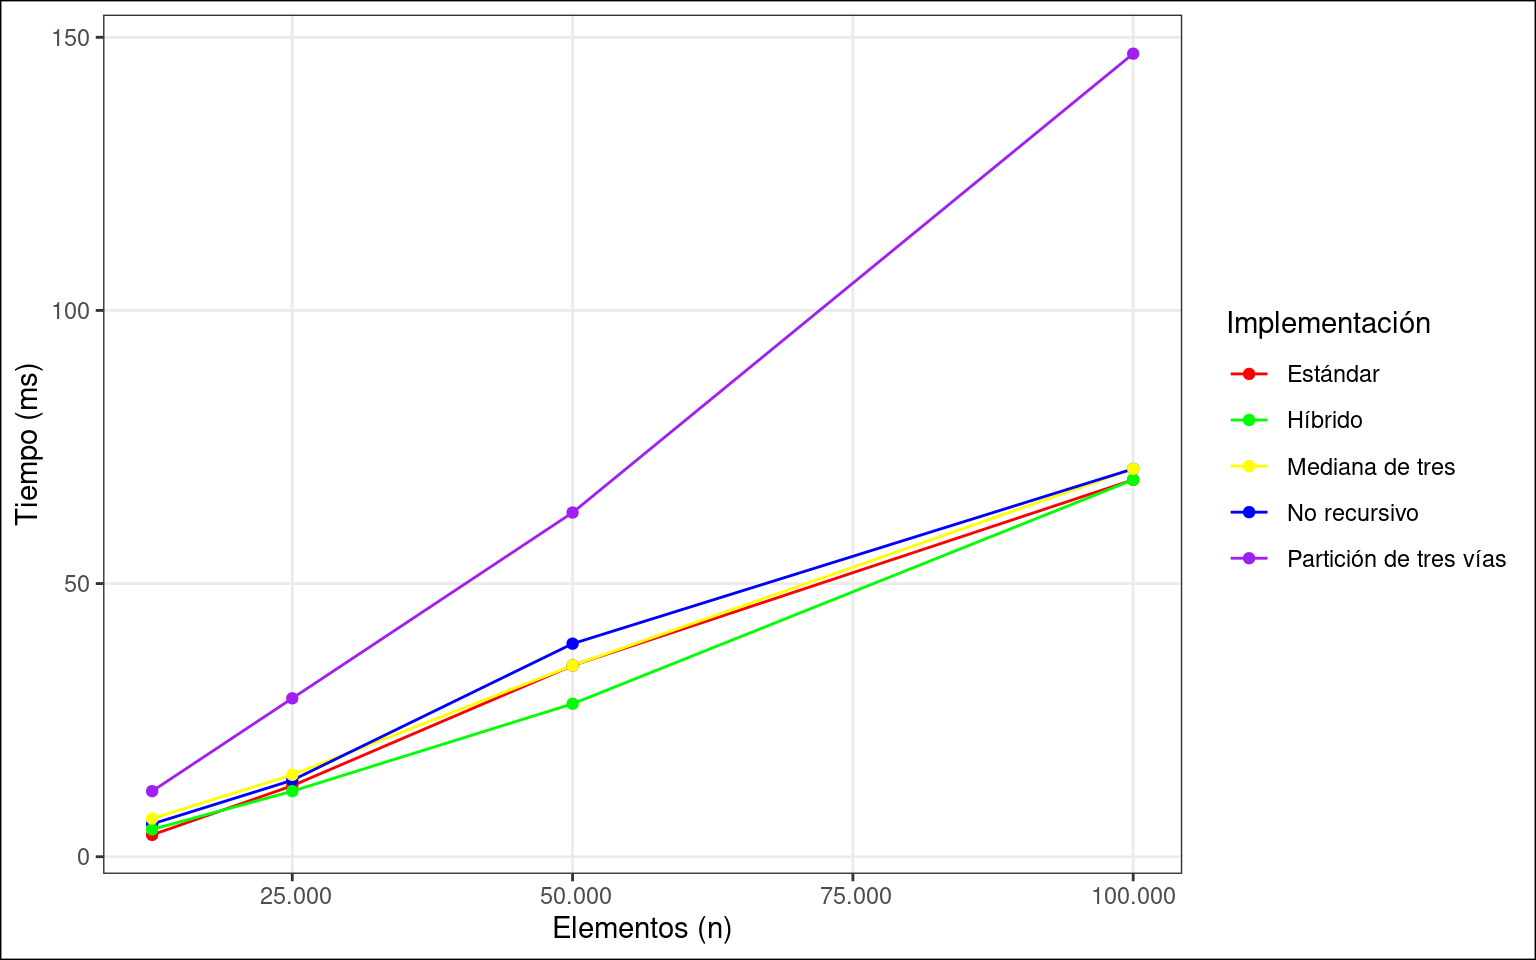 150
100
50
0
Tiempo (ms)
25.000
50.000
75.000
100.000
Elementos (n)
Implementación
Estándar
Híbrido
Mediana de tres
No recursivo
Partición de tres vías